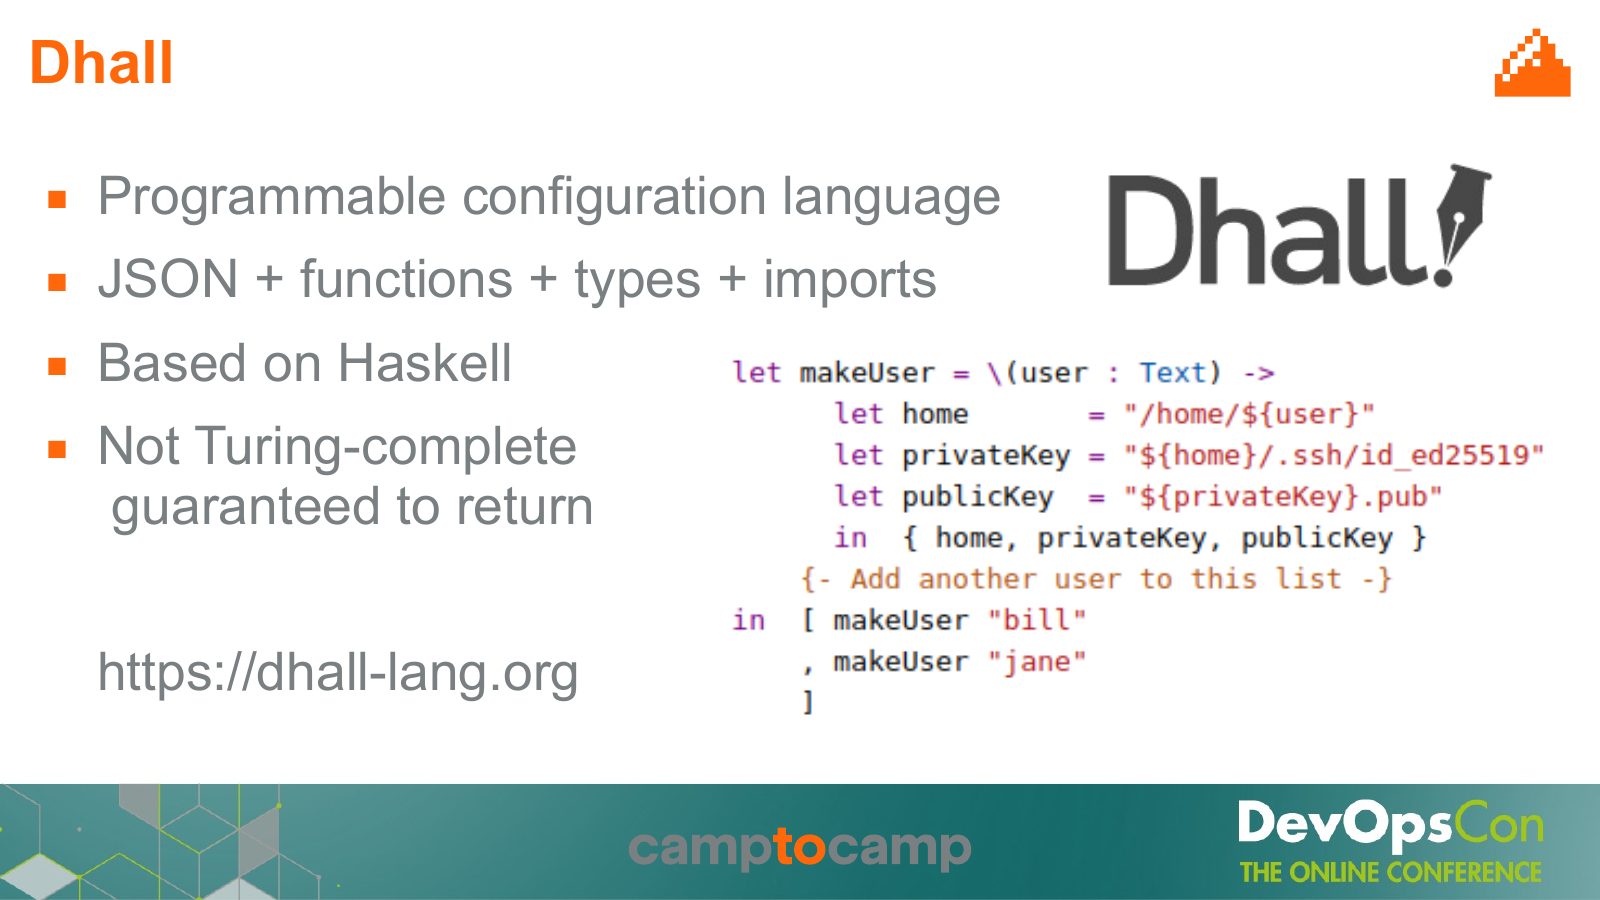 Dhall
Programmable configuration language
JSON + functions + types + imports
Based on Haskell
Not Turing-complete
guaranteed to return
https://dhall-lang.org
Dhall!
let makeUser = \(user : Text) ->
      let home       = "/home/${user}"
      let privateKey = "${home}/.ssh/id_ed25519"
      let publicKey  = "${privateKey}.pub"
      in  { home, privateKey, publicKey }
    {- Add another user to this list -}
in  [ makeUser "bill"
    , makeUser "jane"
    ]
camptocamp
DevOpsCon
THE ONLINE CONFERENCE